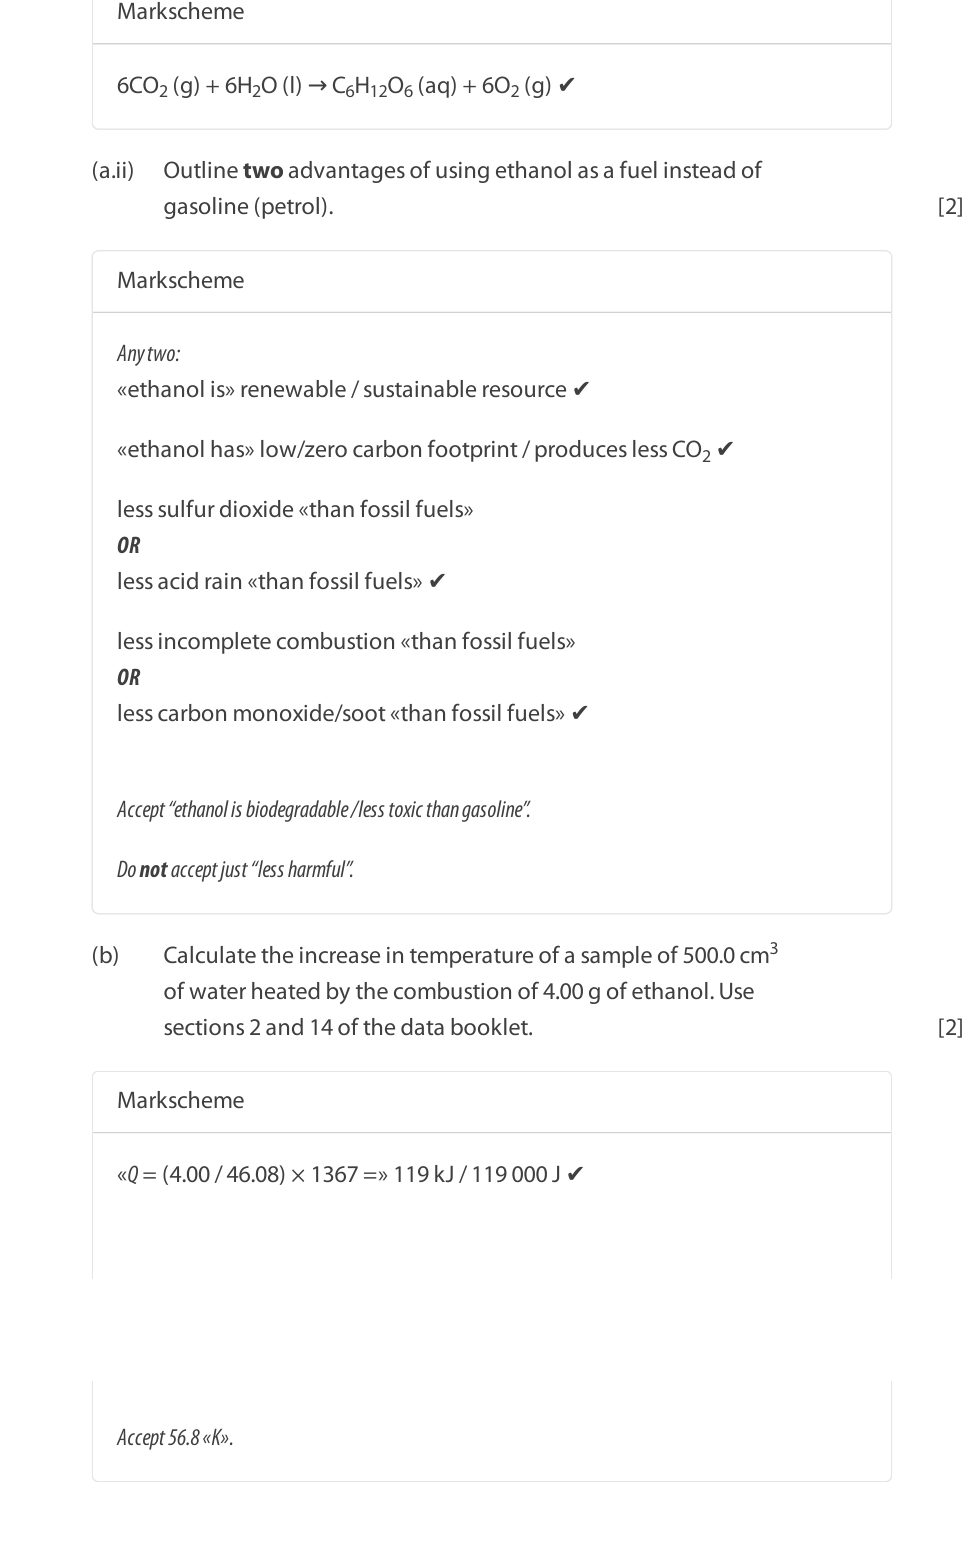 Markscheme
6CO₂ (g) + 6H₂O (l) → C₆H₁₂O₆ (aq) + 6O₂ (g) ✔
(a.ii) Outline two advantages of using ethanol as a fuel instead of
gasoline (petrol). [2]
Markscheme
Any two:
«ethanol is» renewable / sustainable resource ✔
«ethanol has» low/zero carbon footprint / produces less CO₂ ✔
less sulfur dioxide «than fossil fuels»
OR
less acid rain «than fossil fuels» ✔
less incomplete combustion «than fossil fuels»
OR
less carbon monoxide/soot «than fossil fuels» ✔
Accept “ethanol is biodegradable /less toxic than gasoline”.
Do not accept just “less harmful”.
(b) Calculate the increase in temperature of a sample of 500.0 cm³
of water heated by the combustion of 4.00 g of ethanol. Use
sections 2 and 14 of the data booklet. [2]
Markscheme
«Q = (4.00 / 46.08) × 1367 =» 119 kJ / 119 000 J ✔
Accept 56.8 «K».